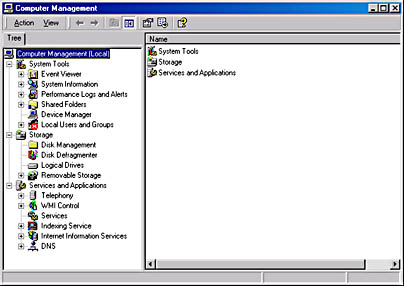 Computer Management
Action View
Tree
Name
Computer Management (Local)
System Tools
Event Viewer
System Information
Performance Logs and Alerts
Shared Folders
Device Manager
Local Users and Groups
Storage
Disk Management
Disk Defragmenter
Logical Drives
Removable Storage
Services and Applications
Telephony
WMI Control
Services
Indexing Service
Internet Information Services
DNS
System Tools
Storage
Services and Applications